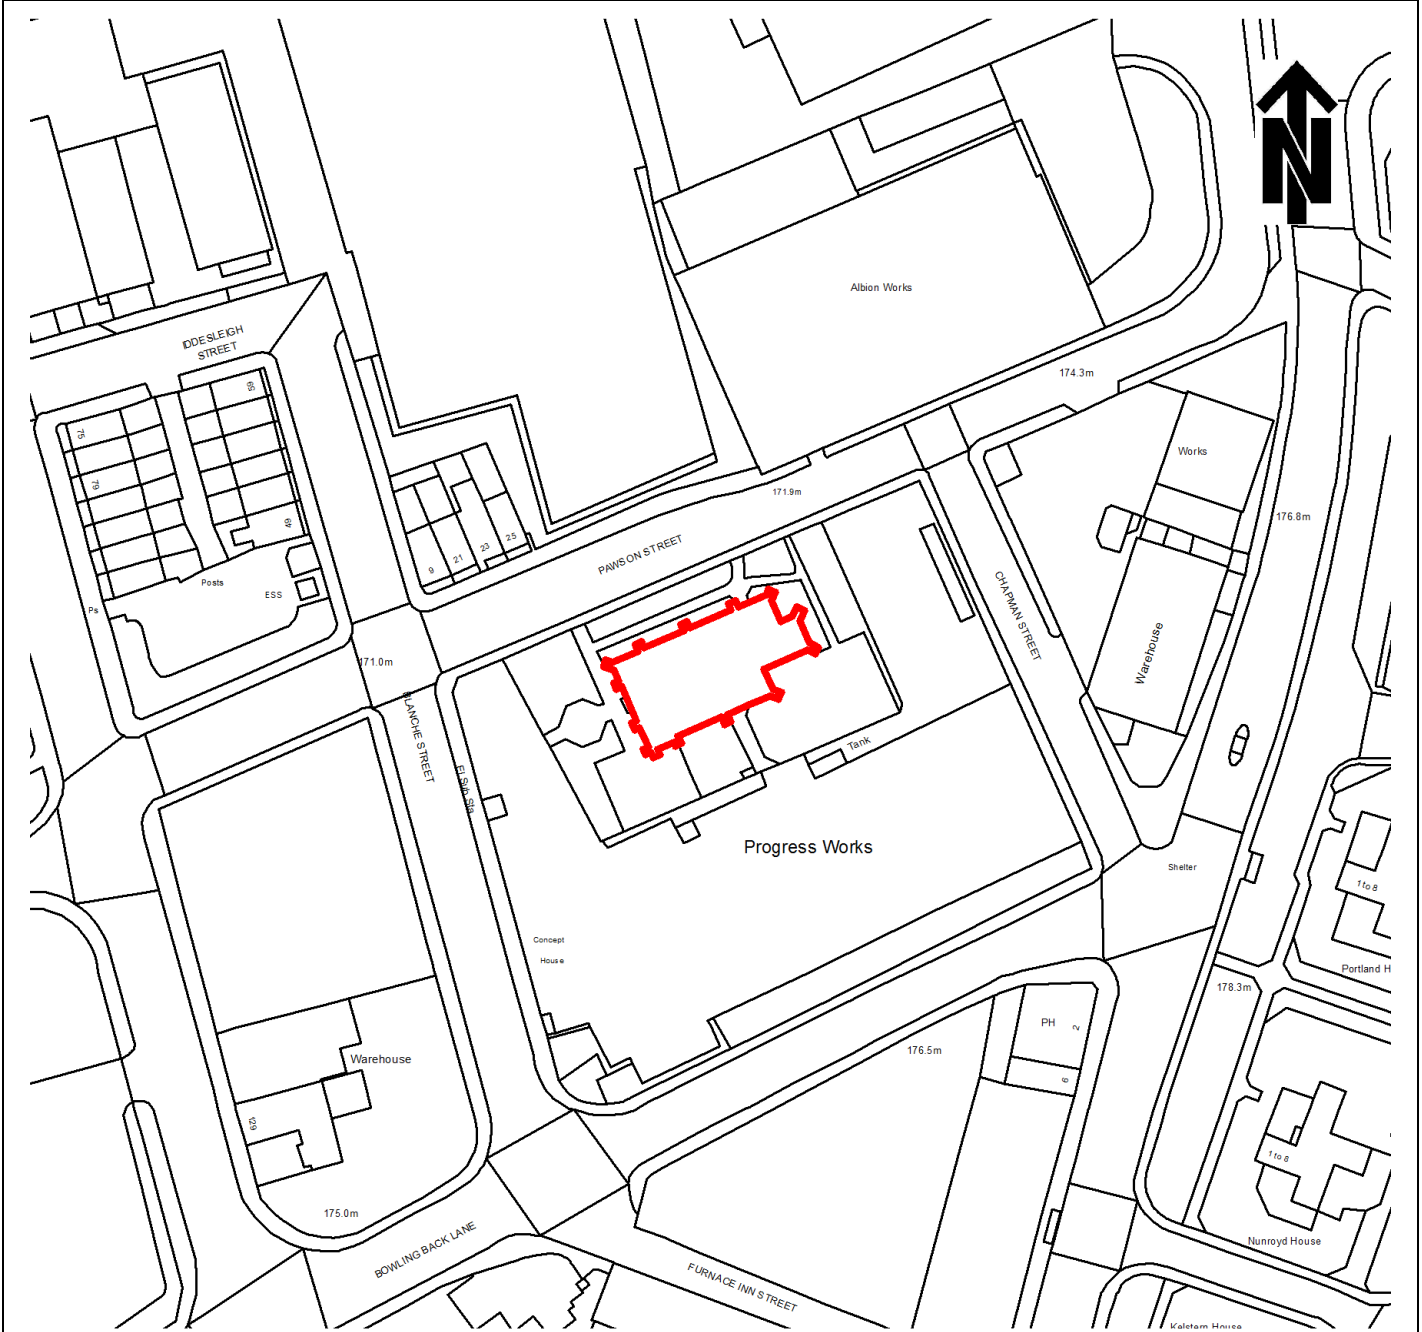 N
Albion Works
IDDESLEIGH
STREET
174.3m
59
75
Works
79
171.9m
176.8m
49
25
23
21
9
PAWSON STREET
Posts
ESS
Ps
CHAPMAN STREET
Warehouse
171.0m
BLANCHE STREET
El Sub Sta
Tank
Progress Works
Shelter
1 to 8
Concept
House
Portland H
178.3m
PH
2
176.5m
Warehouse
6
129
1 to 8
175.0m
BOWLING BACK LANE
Nunroyd House
FURNACE INN STREET
Kelstern House